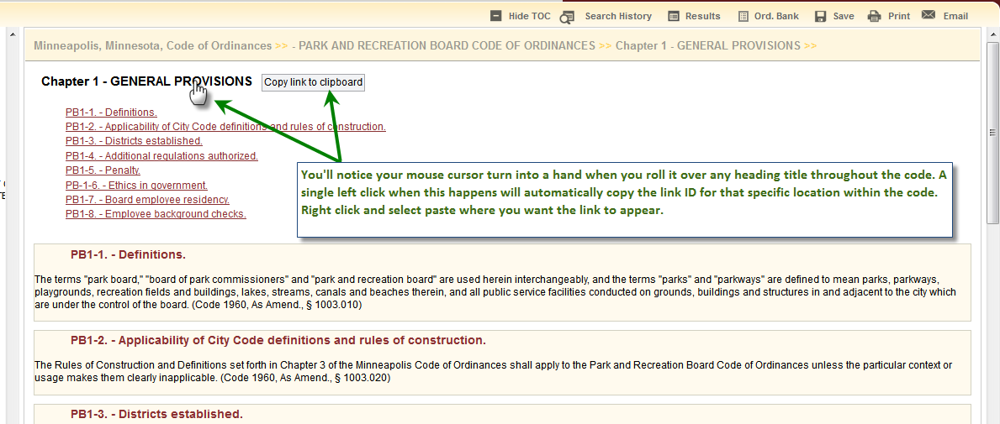 Hide TOC Search History Results Ord. Bank Save Print Email
Minneapolis, Minnesota, Code of Ordinances >> - PARK AND RECREATION BOARD CODE OF ORDINANCES >> Chapter 1 - GENERAL PROVISIONS >>
Chapter 1 - GENERAL PROVISIONS Copy link to clipboard
PB1-1. - Definitions.
PB1-2. - Applicability of City Code definitions and rules of construction.
PB1-3. - Districts established.
PB1-4. - Additional regulations authorized.
PB1-5. - Penalty.
PB-1-6. - Ethics in government.
PB1-7. - Board employee residency.
PB1-8. - Employee background checks.
You'll notice your mouse cursor turn into a hand when you roll it over any heading title throughout the code. A
single left click when this happens will automatically copy the link ID for that specific location within the code.
Right click and select paste where you want the link to appear.
PB1-1. - Definitions.
The terms "park board," "board of park commissioners" and "park and recreation board" are used herein interchangeably, and the terms "parks" and "parkways" are defined to mean parks, parkways,
playgrounds, recreation fields and buildings, lakes, streams, canals and beaches therein, and all public service facilities conducted on grounds, buildings and structures in and adjacent to the city which
are under the control of the board. (Code 1960, As Amend., § 1003.010)
PB1-2. - Applicability of City Code definitions and rules of construction.
The Rules of Construction and Definitions set forth in Chapter 3 of the Minneapolis Code of Ordinances shall apply to the Park and Recreation Board Code of Ordinances unless the particular context or
usage makes them clearly inapplicable. (Code 1960, As Amend., § 1003.020)
PB1-3. - Districts established.